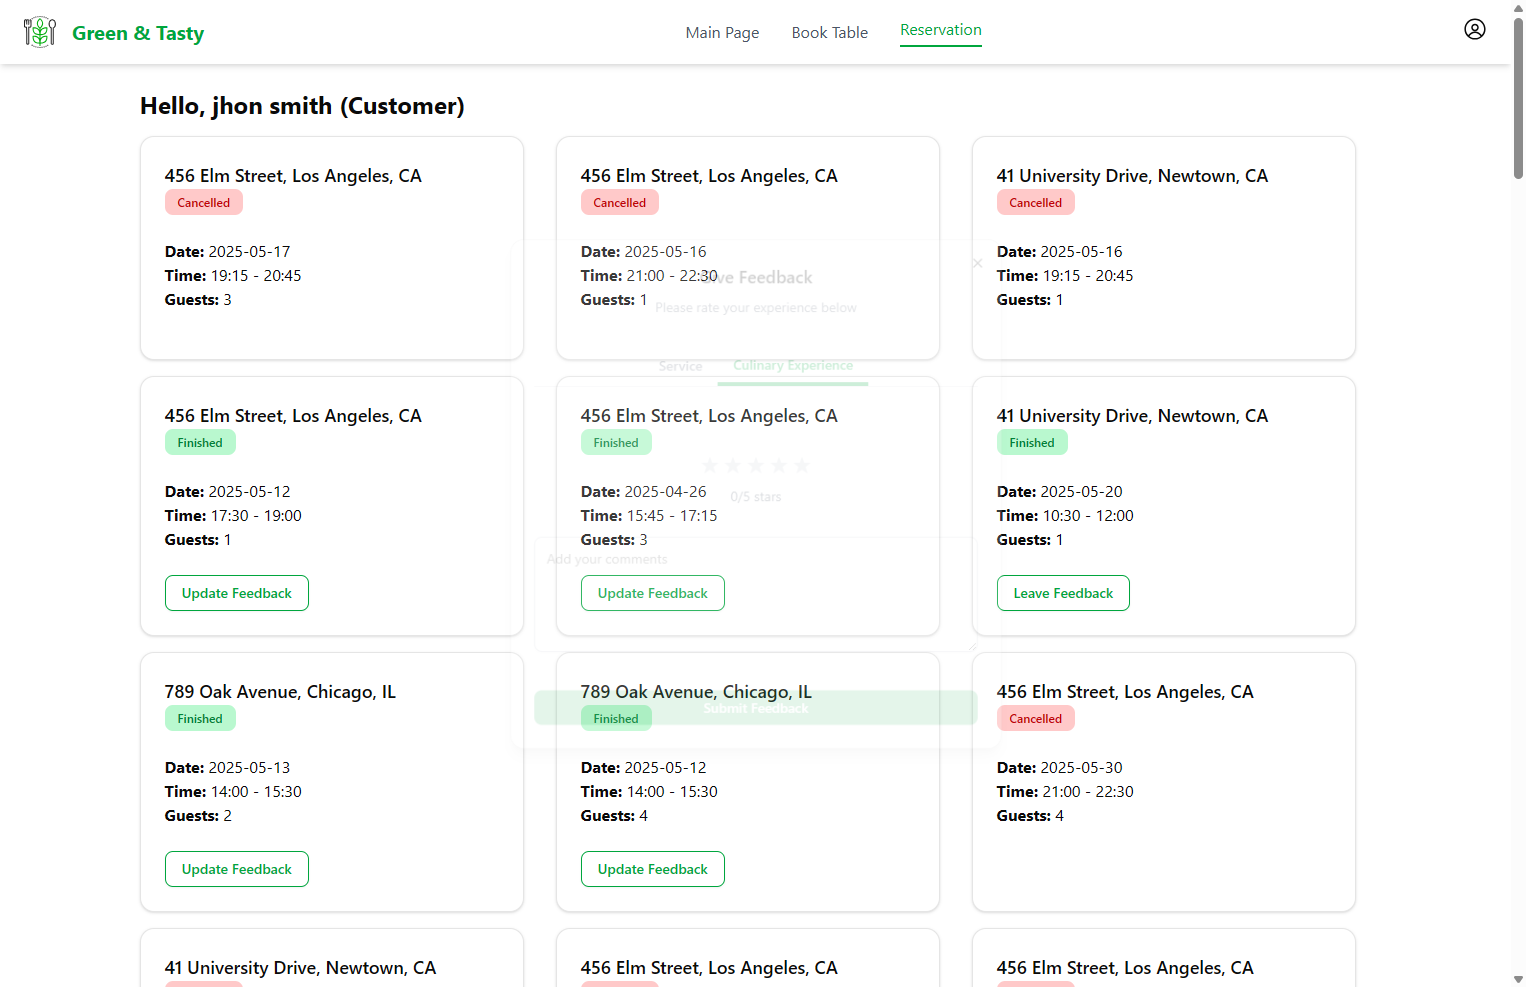 Green & Tasty
Main Page
Book Table
Reservation
Hello, jhon smith (Customer)
456 Elm Street, Los Angeles, CA
Cancelled
Date: 2025-05-17
Time: 19:15 - 20:45
Guests: 3
456 Elm Street, Los Angeles, CA
Cancelled
Date: 2025-05-16
Time: 21:00 - 22:30
Guests: 1
41 University Drive, Newtown, CA
Cancelled
Date: 2025-05-16
Time: 19:15 - 20:45
Guests: 1
Give Feedback
Please rate your experience below
Service
Culinary Experience
0/5 stars
Add your comments
Submit Feedback
456 Elm Street, Los Angeles, CA
Finished
Date: 2025-05-12
Time: 17:30 - 19:00
Guests: 1
Update Feedback
456 Elm Street, Los Angeles, CA
Finished
Date: 2025-04-26
Time: 15:45 - 17:15
Guests: 3
Update Feedback
41 University Drive, Newtown, CA
Finished
Date: 2025-05-20
Time: 10:30 - 12:00
Guests: 1
Leave Feedback
789 Oak Avenue, Chicago, IL
Finished
Date: 2025-05-13
Time: 14:00 - 15:30
Guests: 2
Update Feedback
789 Oak Avenue, Chicago, IL
Finished
Date: 2025-05-12
Time: 14:00 - 15:30
Guests: 4
Update Feedback
456 Elm Street, Los Angeles, CA
Cancelled
Date: 2025-05-30
Time: 21:00 - 22:30
Guests: 4
41 University Drive, Newtown, CA
456 Elm Street, Los Angeles, CA
456 Elm Street, Los Angeles, CA